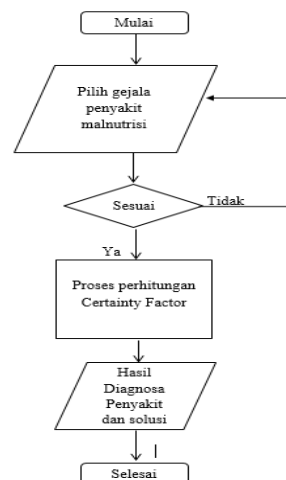 Mulai
Pilih gejala
penyakit
malnutrisi
Sesuai
Tidak
Ya
Proses perhitungan
Certainty Factor
Hasil
Diagnosa
Penyakit
dan solusi
Selesai